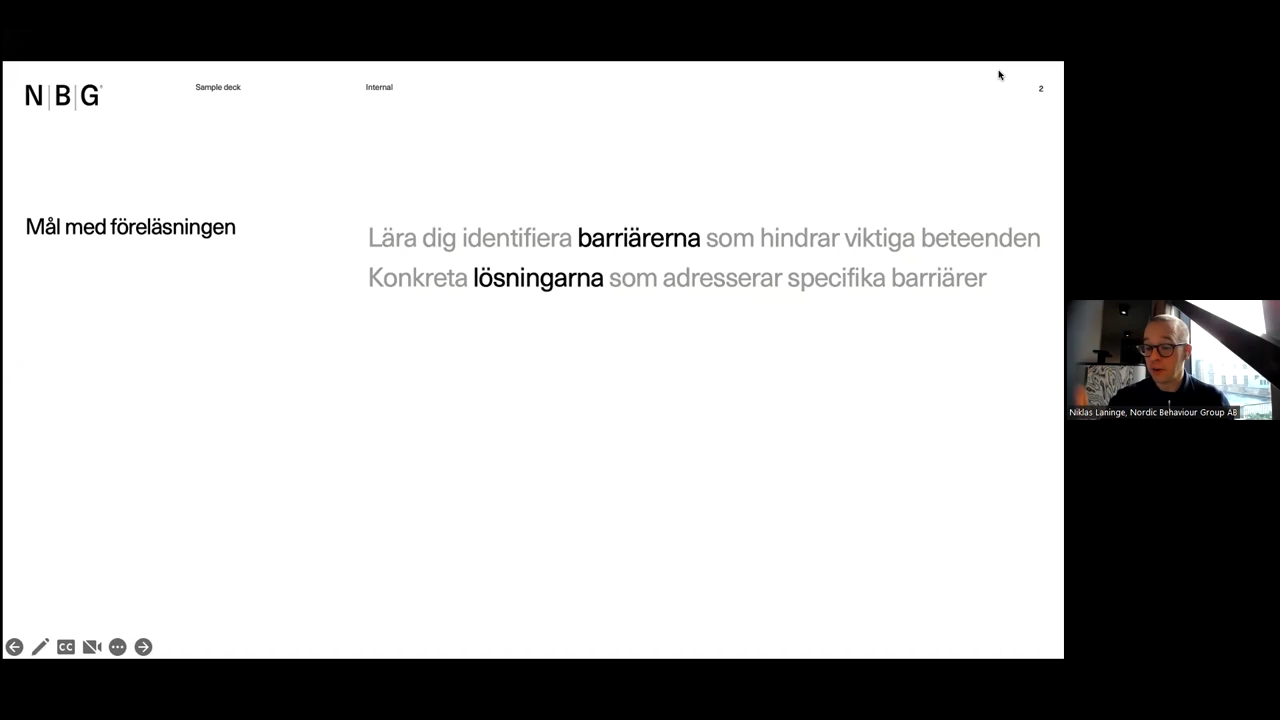 N|B|G
Sample deck
Internal
2
Mål med föreläsningen
Lära dig identifiera barriärerna som hindrar viktiga beteenden
Konkreta lösningarna som adresserar specifika barriärer
Niklas Laninge, Nordic Behaviour Group AB
CC